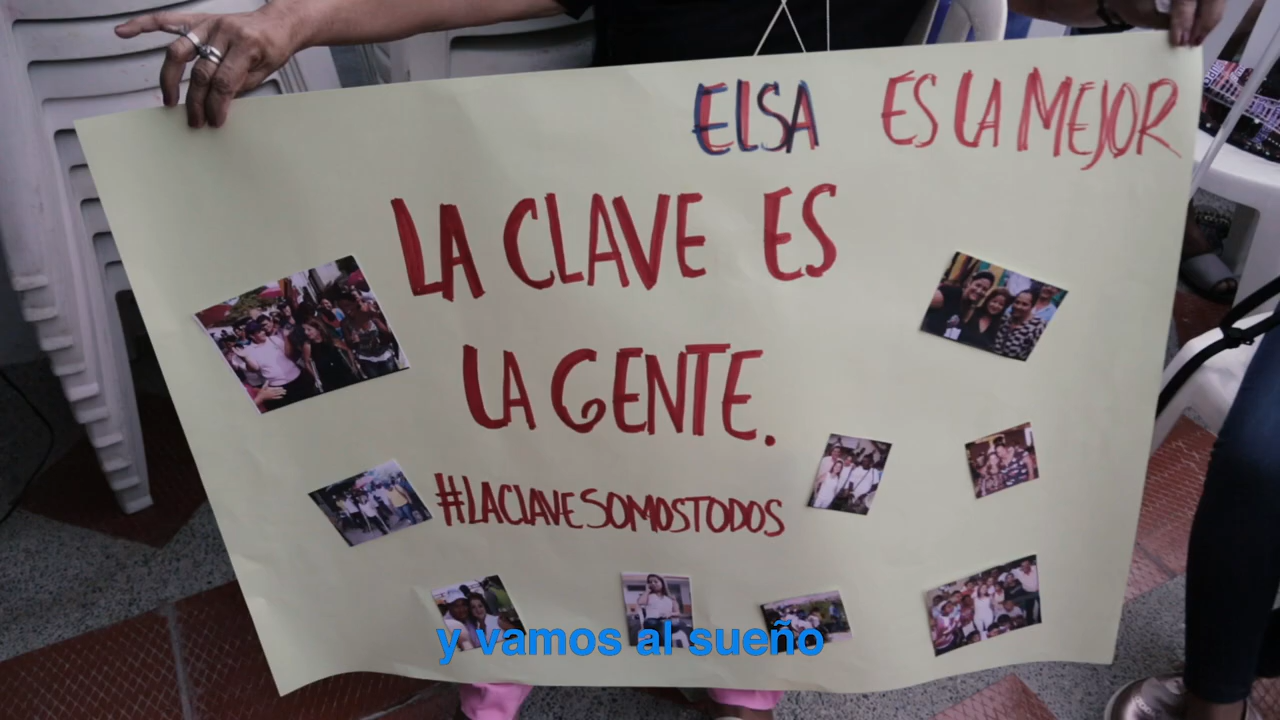 ELSA ES LA MEJOR
LA CLAVE ES
LA GENTE.
#LACLAVESOMOSTODOS
y vamos al sueño